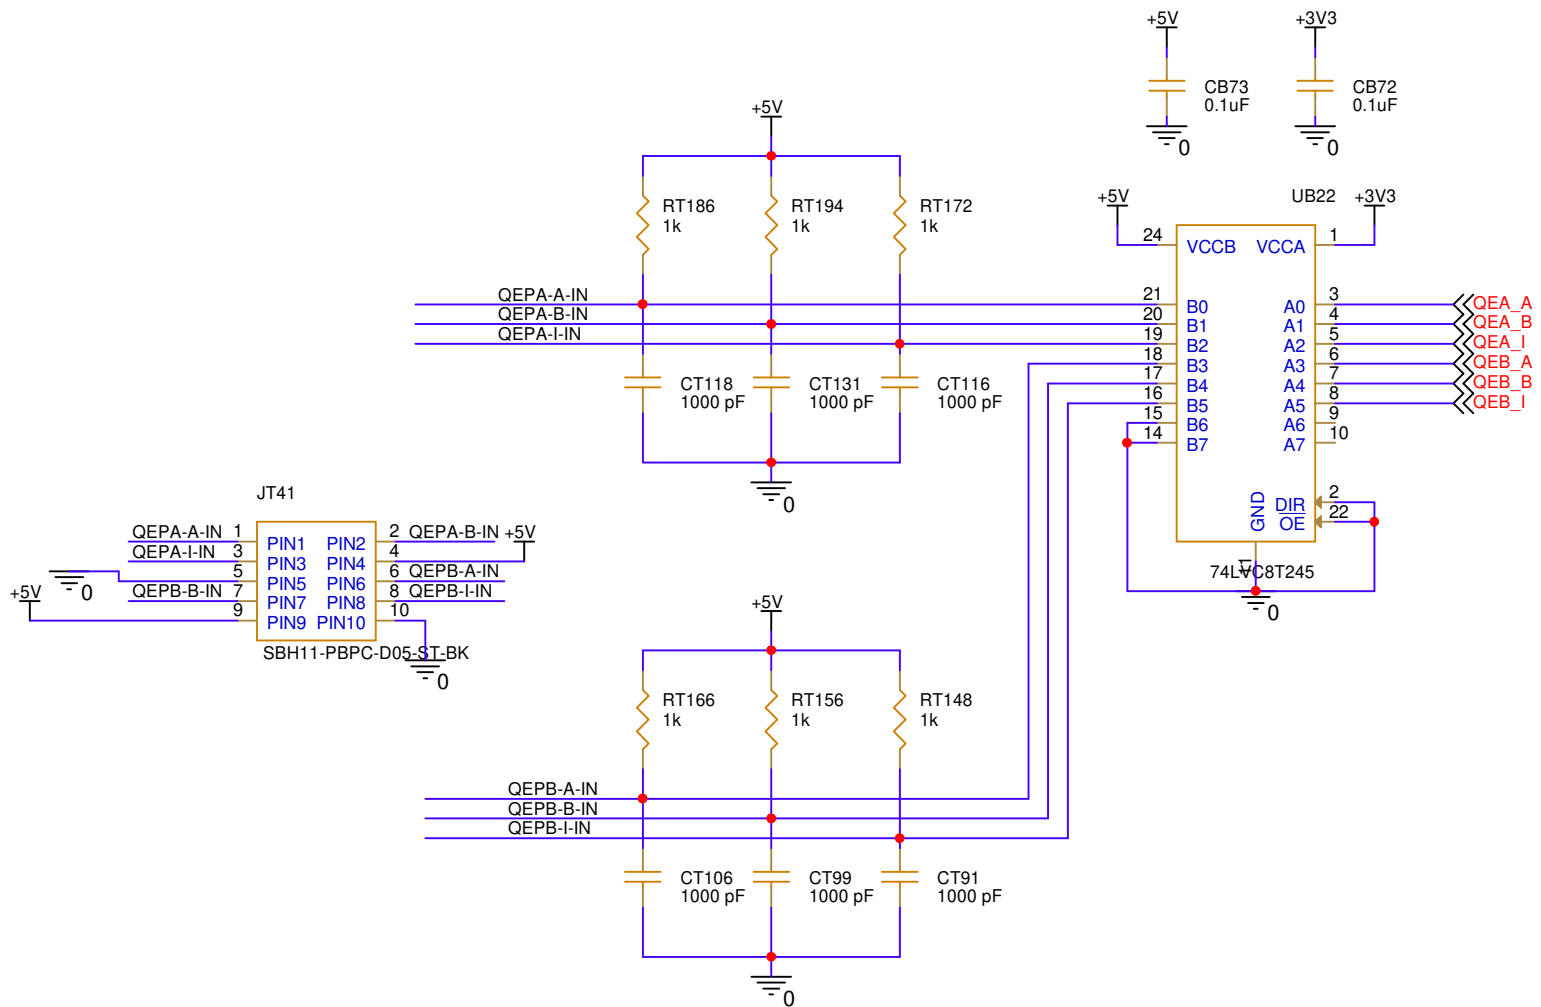 +5V
+3V3
CB73
0.1uF
CB72
0.1uF
0
0
+5V
RT186
1k
RT194
1k
RT172
1k
QEPA-A-IN
QEPA-B-IN
QEPA-I-IN
CT118
1000 pF
CT131
1000 pF
CT116
1000 pF
0
UB22
+5V
+3V3
24 VCCB VCCA 1
21 B0 A0 3 QEA_A
20 B1 A1 4 QEA_B
19 B2 A2 5 QEA_I
18 B3 A3 6 QEB_A
17 B4 A4 7 QEB_B
16 B5 A5 8 QEB_I
15 B6 A6 9
14 B7 A7 10
GND
DIR 2
OE 22
11
74LVC8T245
0
JT41
QEPA-A-IN 1 PIN1 PIN2 2 QEPA-B-IN +5V
QEPA-I-IN 3 PIN3 PIN4 4
0 5 PIN5 PIN6 6 QEPB-A-IN
QEPB-B-IN 7 PIN7 PIN8 8 QEPB-I-IN
+5V 9 PIN9 PIN10 10
SBH11-PBPC-D05-ST-BK
0
+5V
RT166
1k
RT156
1k
RT148
1k
QEPB-A-IN
QEPB-B-IN
QEPB-I-IN
CT106
1000 pF
CT99
1000 pF
CT91
1000 pF
0